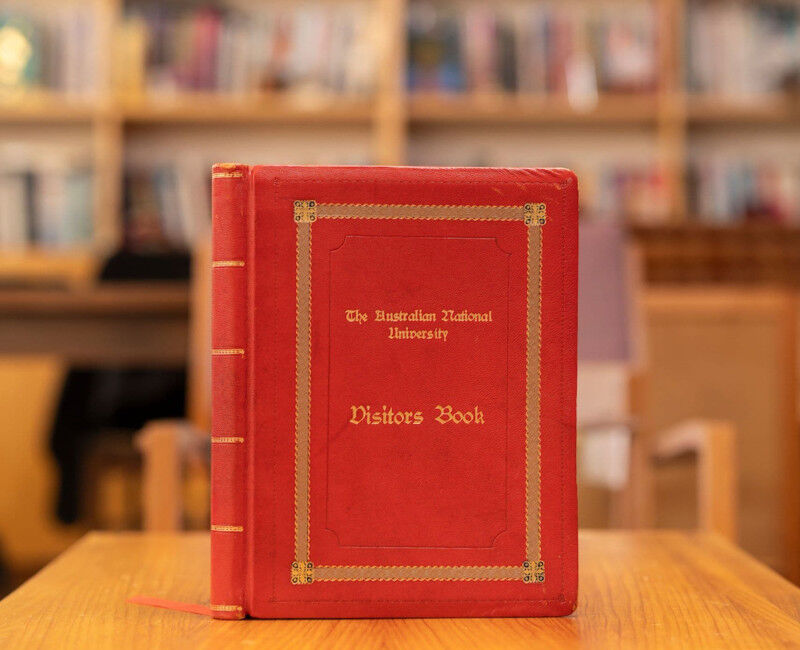 The Australian National
University
Visitors Book